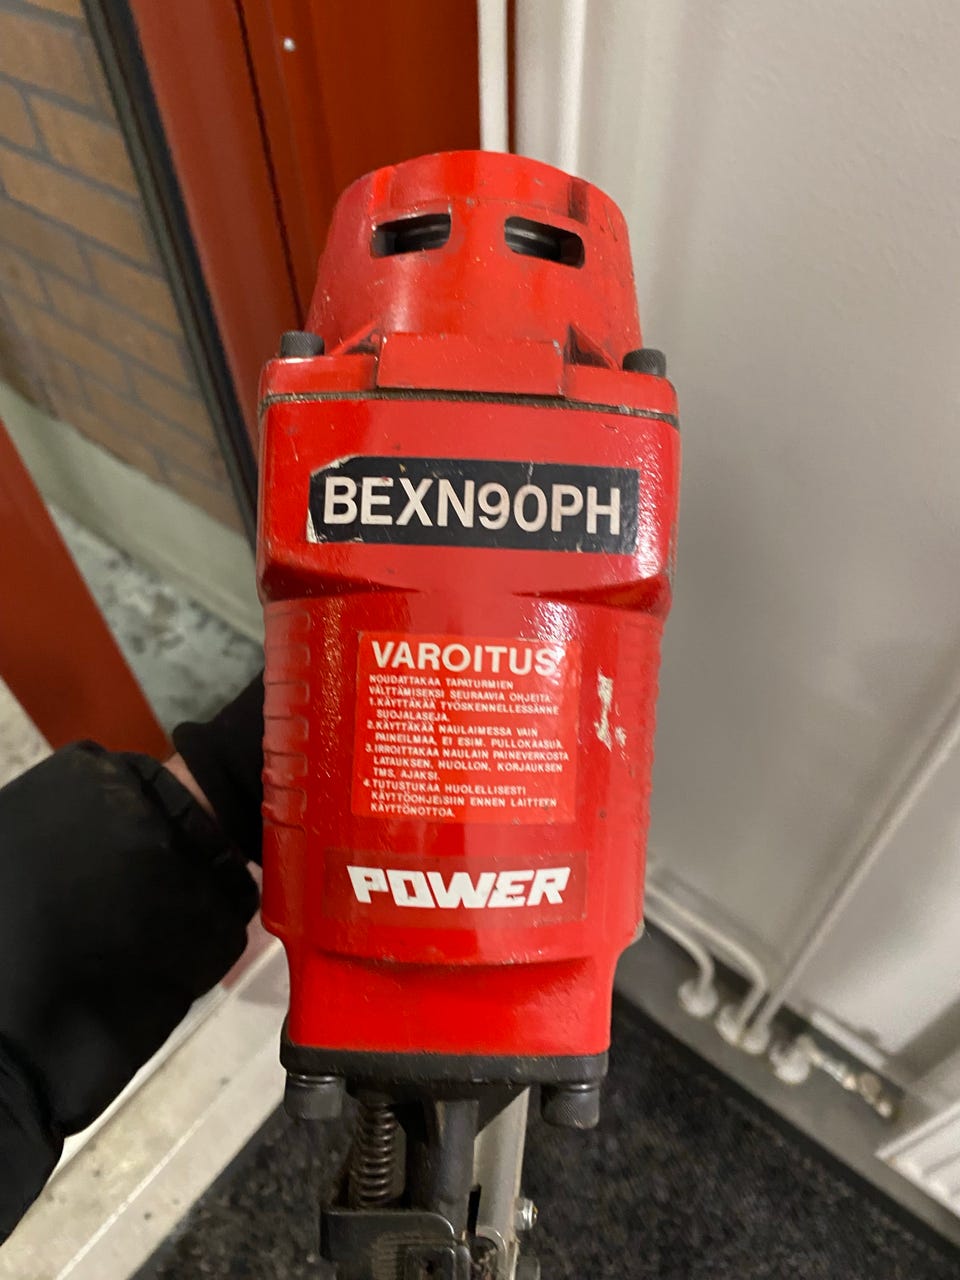 BEXN90PH
VAROITUS
NOUDATTAKAA TAPATURMIEN
VÄLTTÄMISEKSI SEURAAVIA OHJEITA
1.KÄYTTÄKÄÄ TYÖSKENNELLESSÄNNE
SUOJALASEJA.
2.KÄYTTÄKÄÄ NAULAIMESSA VAIN
PAINEILMAA, EI ESIM. PULLOKAASUA.
3.IRROITTAKAA NAULAIN PAINEVERKOSTA
LATAUKSEN, HUOLLON, KORJAUKSEN
TMS. AJAKSI.
4.TUTUSTUKAA HUOLELLISESTI
KÄYTTÖOHJEISIIN ENNEN LAITTEEN
KÄYTTÖNOTTOA.
POWER